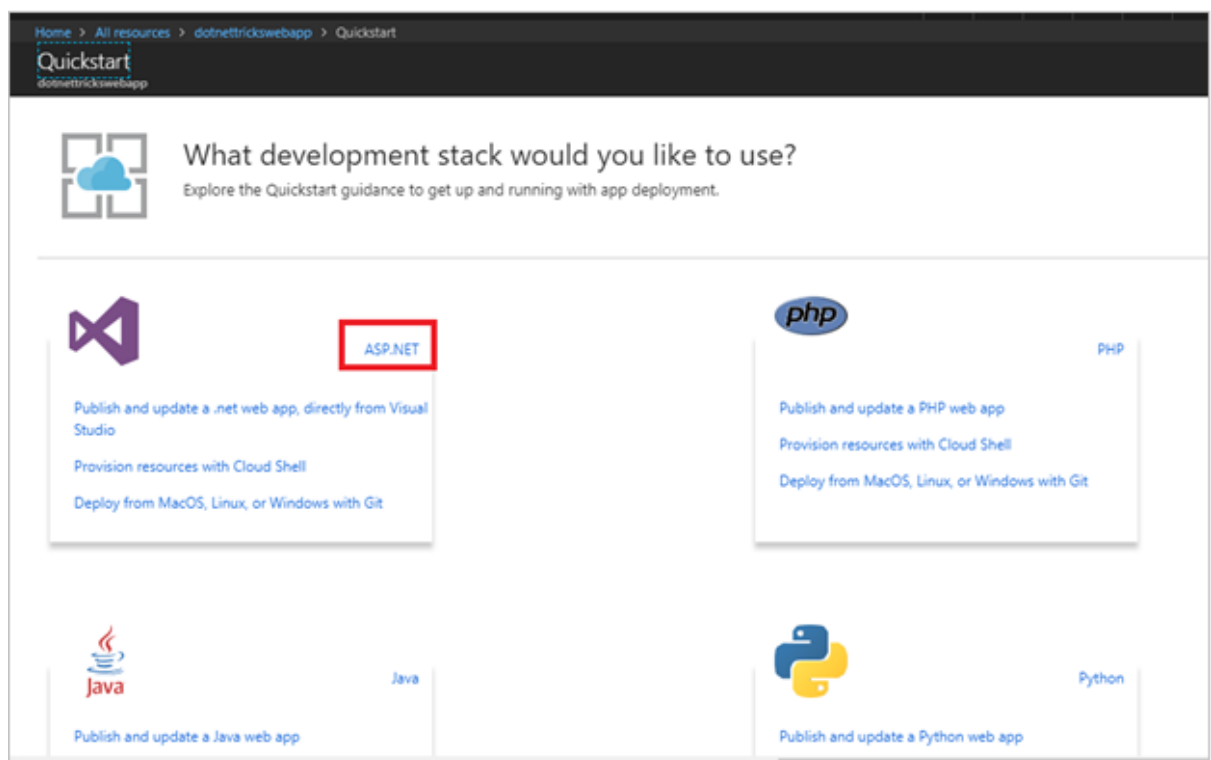 Home > All resources > dotnettrickswebapp > Quickstart
Quickstart
dotnettrickswebapp
What development stack would you like to use?
Explore the Quickstart guidance to get up and running with app deployment.
ASP.NET
Publish and update a .net web app, directly from Visual
Studio
Provision resources with Cloud Shell
Deploy from MacOS, Linux, or Windows with Git
php
PHP
Publish and update a PHP web app
Provision resources with Cloud Shell
Deploy from MacOS, Linux, or Windows with Git
Java
Java
Publish and update a Java web app
Python
Publish and update a Python web app